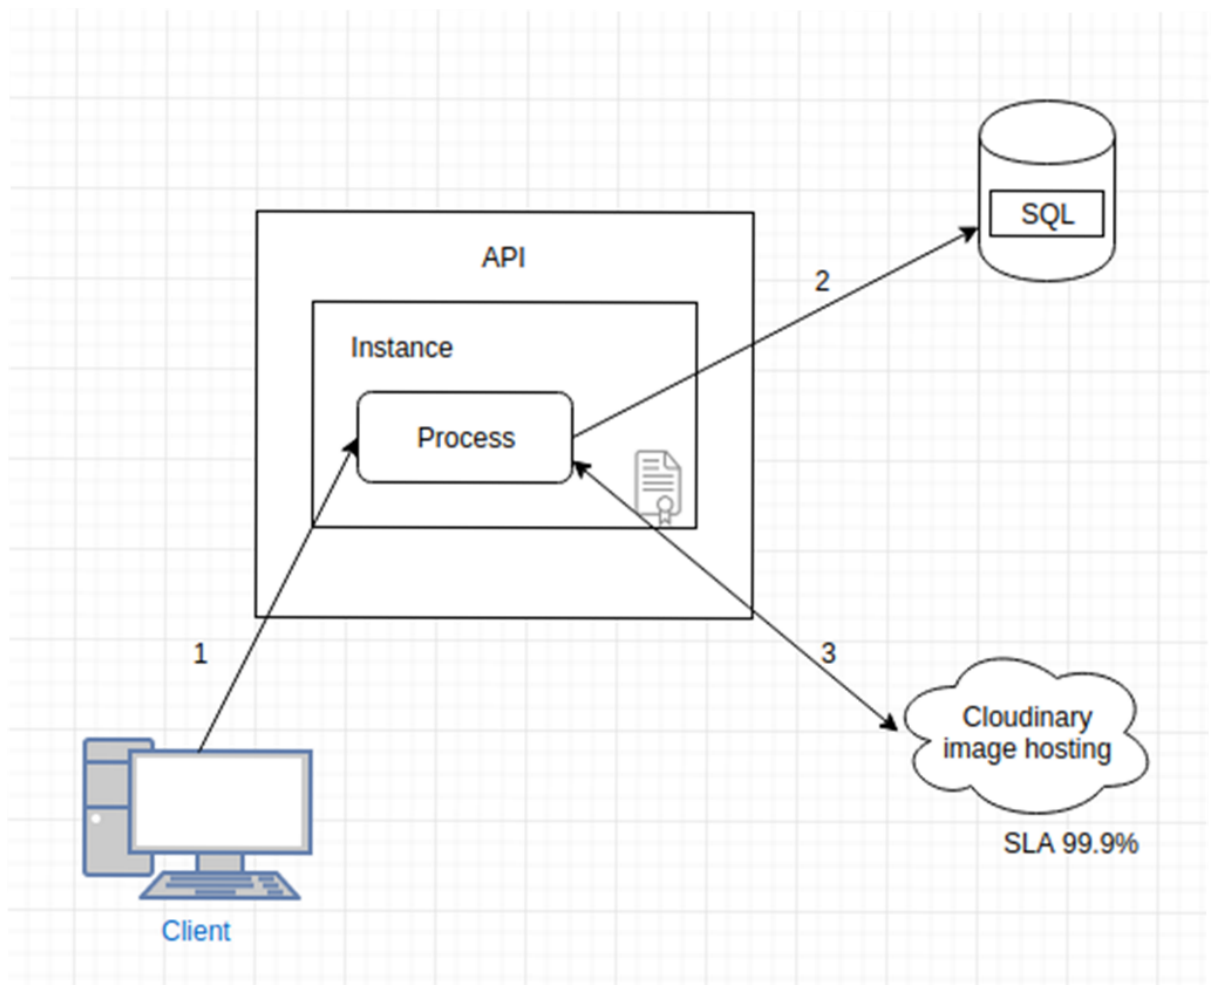 SQL
API
2
Instance
Process
1
3
Cloudinary
image hosting
SLA 99.9%
Client